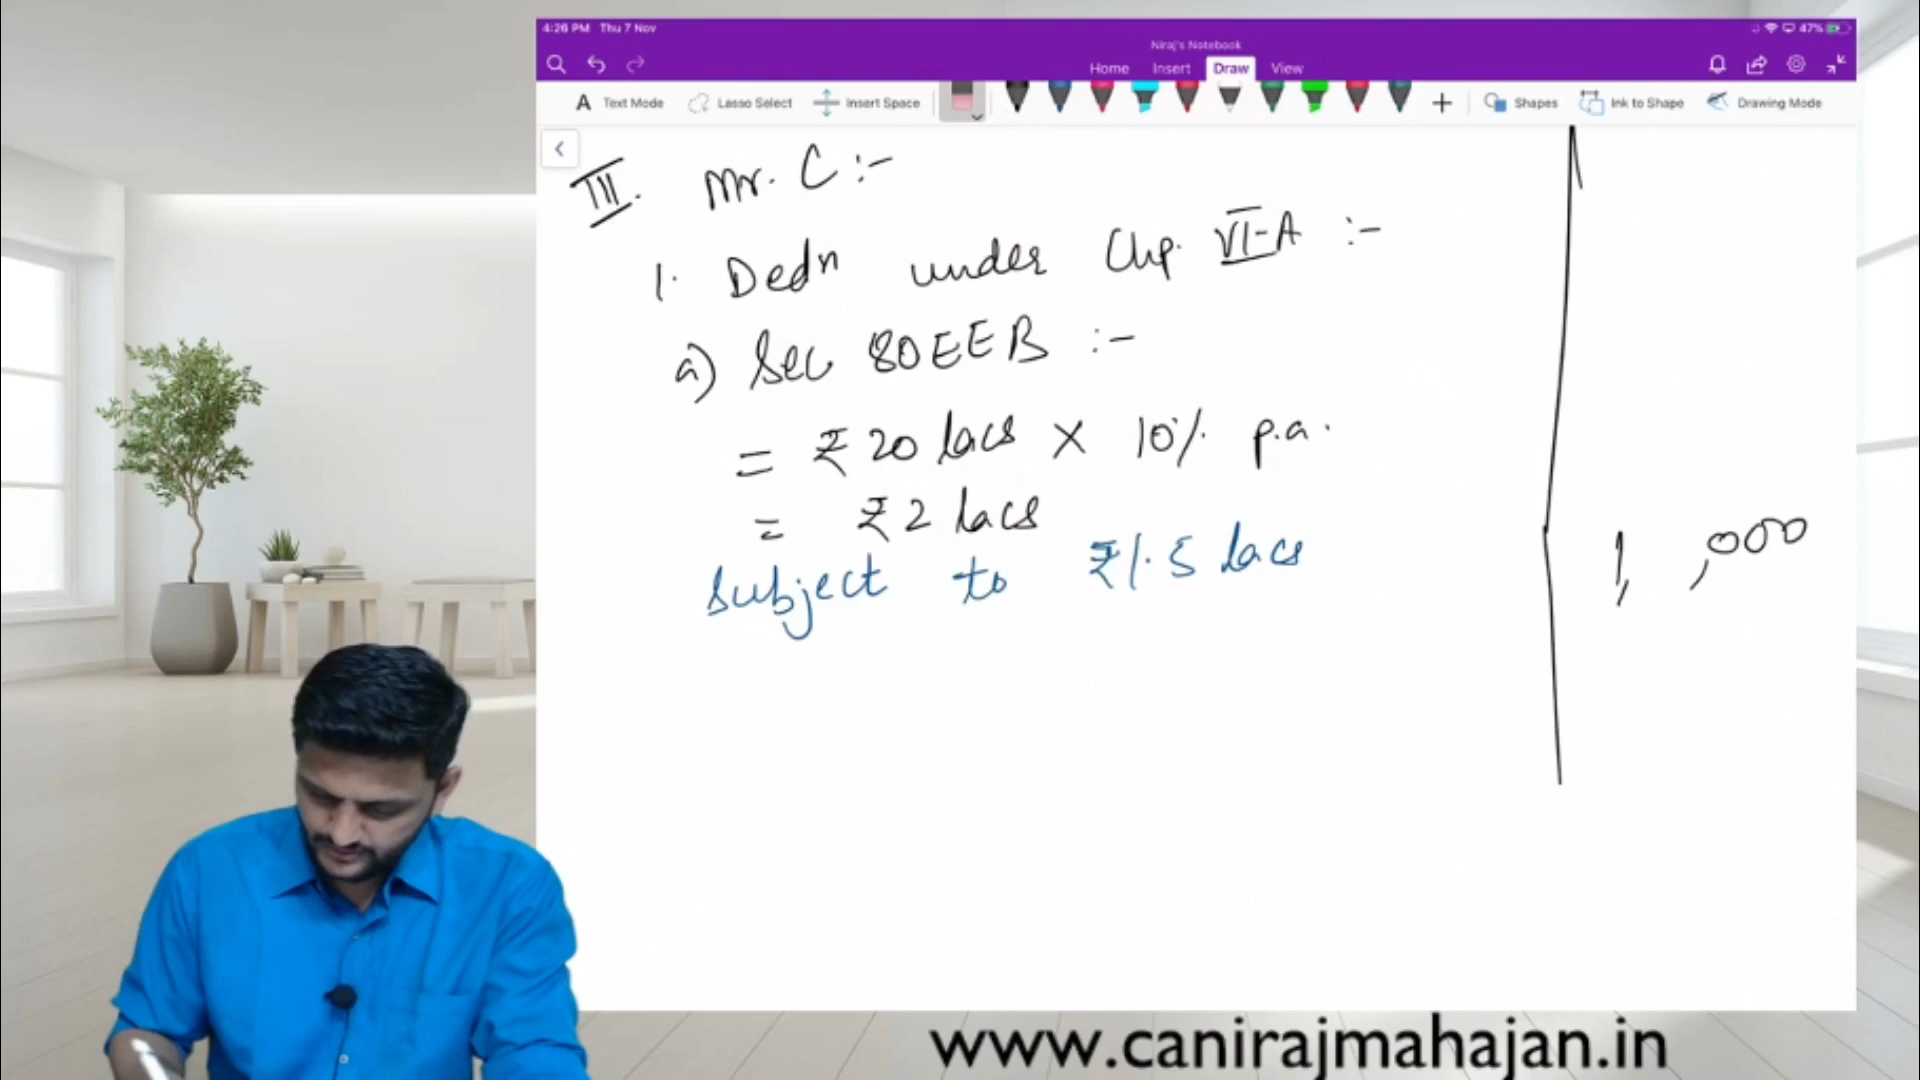 4:26 PM Thu 7 Nov
47%
Niraj's Notebook
Home Insert Draw View
A Text Mode Lasso Select Insert Space + Shapes Ink to Shape Drawing Mode
III. Mr. C :-
1. Dedn under Chp. VI-A :-
a) Sec 80EEB :-
= ₹20 lacs × 10% p.a.
= ₹2 lacs
subject to ₹1.5 lacs
1, ,000
www.canirajmahajan.in